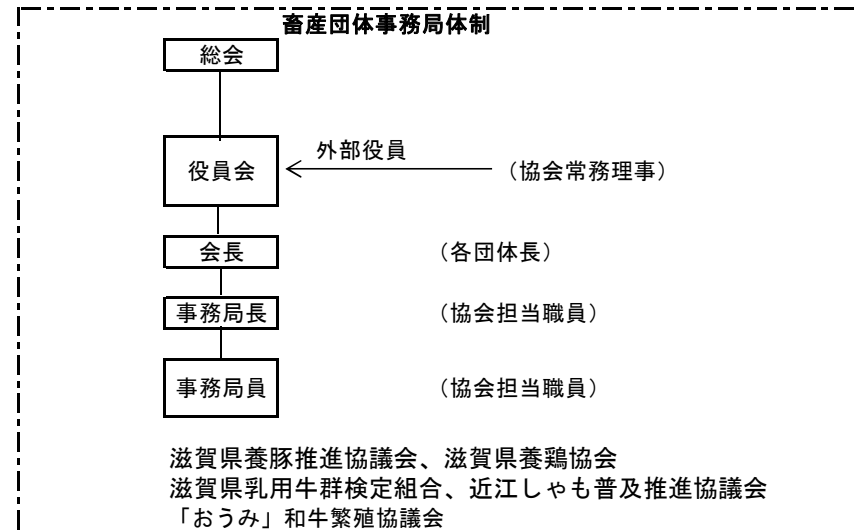 畜産団体事務局体制
総会
外部役員
役員会
（協会常務理事）
会長
（各団体長）
事務局長
（協会担当職員）
事務局員
（協会担当職員）
滋賀県養豚推進協議会、滋賀県養鶏協会
滋賀県乳用牛群検定組合、近江しゃも普及推進協議会
「おうみ」和牛繁殖協議会